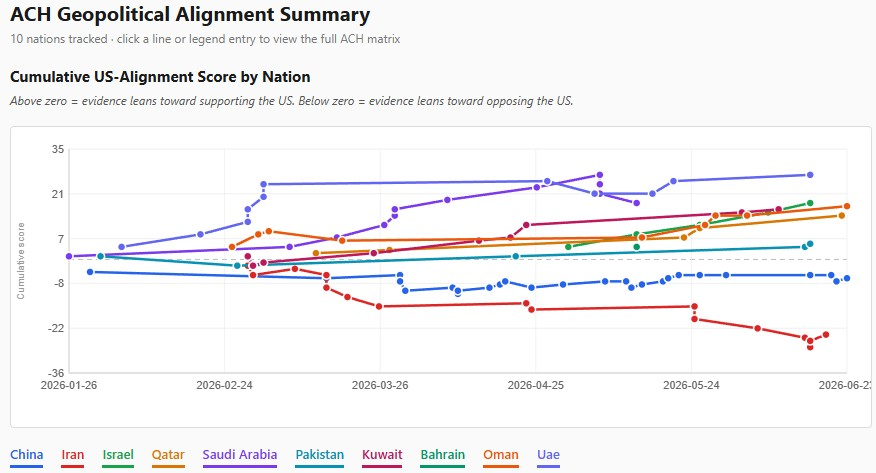 ACH Geopolitical Alignment Summary
10 nations tracked · click a line or legend entry to view the full ACH matrix
Cumulative US-Alignment Score by Nation
Above zero = evidence leans toward supporting the US. Below zero = evidence leans toward opposing the US.
35
21
7
-8
-22
-36
Cumulative score
2026-01-26 2026-02-24 2026-03-26 2026-04-25 2026-05-24 2026-06-23
China Iran Israel Qatar Saudi Arabia Pakistan Kuwait Bahrain Oman Uae